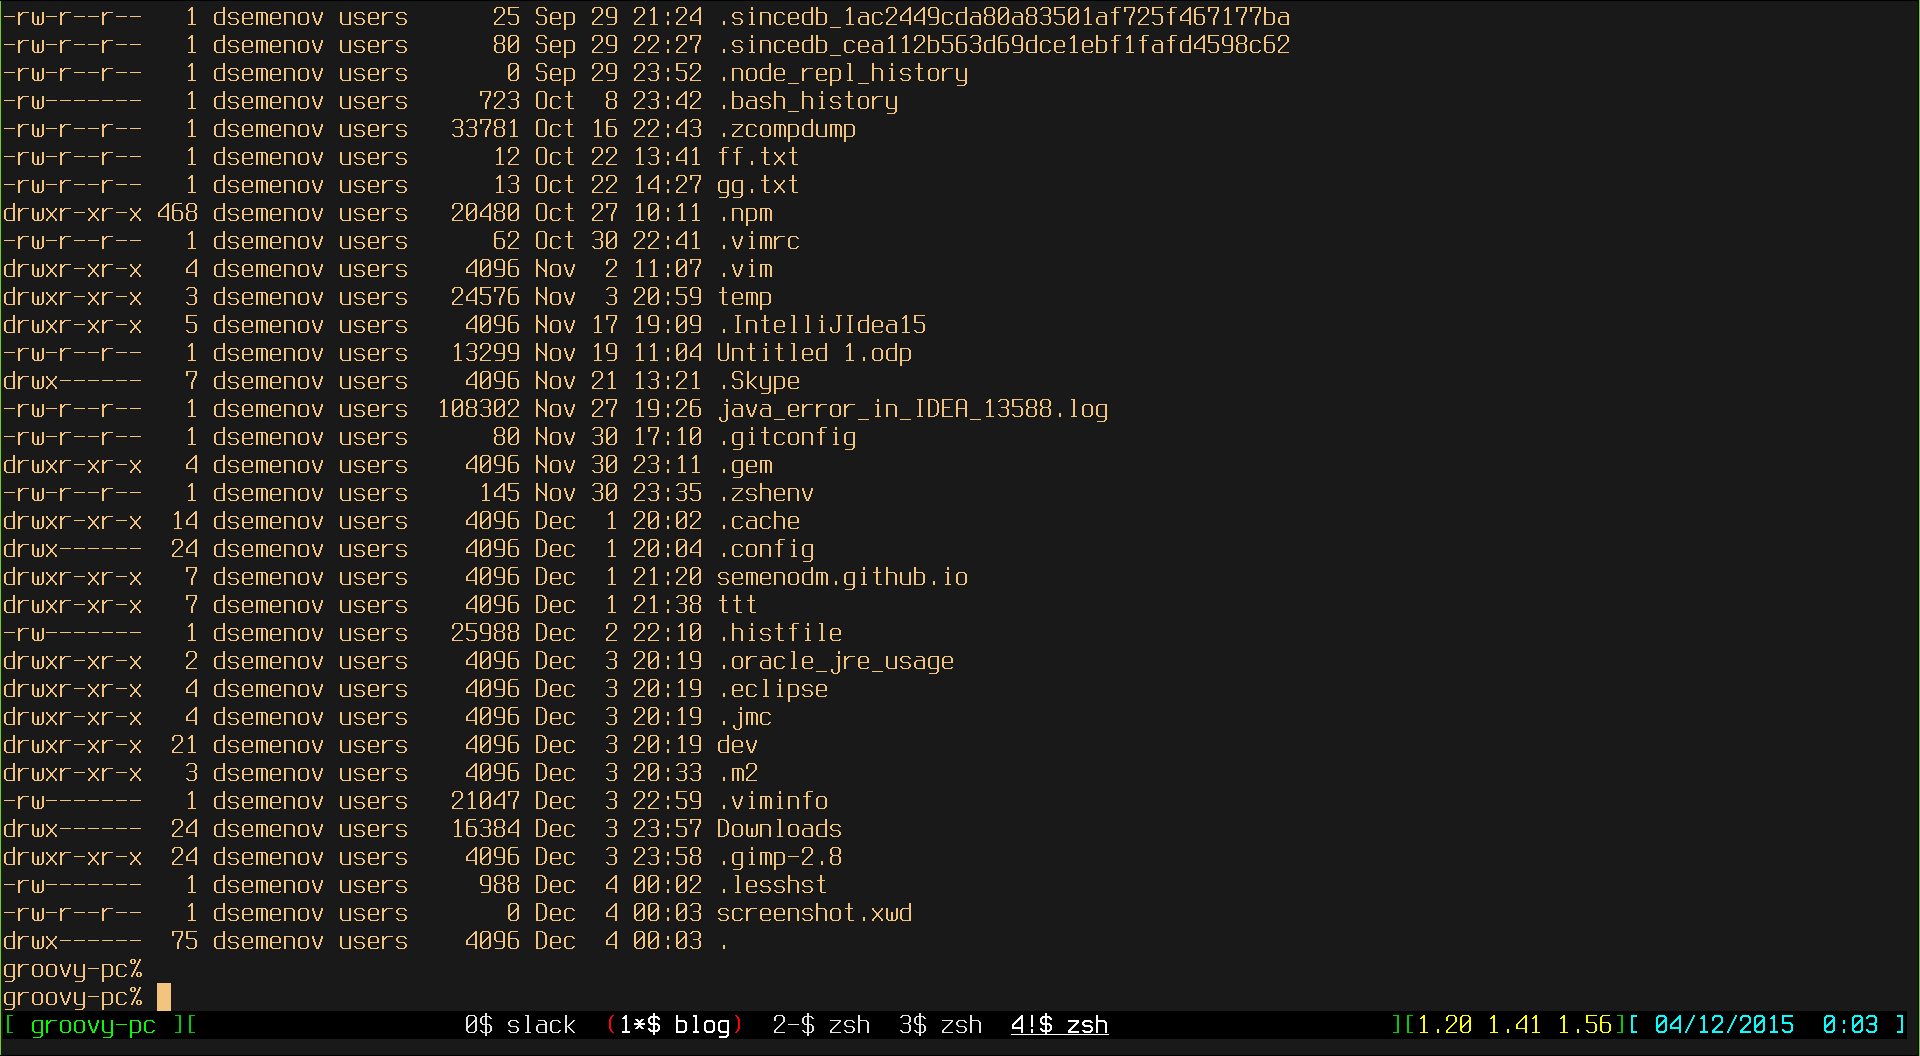 -rw-r--r--   1 dsemenov users      25 Sep 29 21:24 .sincedb_1ac2449cda80a83501af725f467177ba
-rw-r--r--   1 dsemenov users      80 Sep 29 22:27 .sincedb_cea112b563d69dce1ebf1fafd4598c62
-rw-r--r--   1 dsemenov users       0 Sep 29 23:52 .node_repl_history
-rw-------   1 dsemenov users     723 Oct  8 23:42 .bash_history
-rw-r--r--   1 dsemenov users   33781 Oct 16 22:43 .zcompdump
-rw-r--r--   1 dsemenov users      12 Oct 22 13:41 ff.txt
-rw-r--r--   1 dsemenov users      13 Oct 22 14:27 gg.txt
drwxr-xr-x 468 dsemenov users   20480 Oct 27 10:11 .npm
-rw-r--r--   1 dsemenov users      62 Oct 30 22:41 .vimrc
drwxr-xr-x   4 dsemenov users    4096 Nov  2 11:07 .vim
drwxr-xr-x   3 dsemenov users   24576 Nov  3 20:59 temp
drwxr-xr-x   5 dsemenov users    4096 Nov 17 19:09 .IntelliJIdea15
-rw-r--r--   1 dsemenov users   13299 Nov 19 11:04 Untitled 1.odp
drwx------   7 dsemenov users    4096 Nov 21 13:21 .Skype
-rw-r--r--   1 dsemenov users  108302 Nov 27 19:26 java_error_in_IDEA_13588.log
-rw-r--r--   1 dsemenov users      80 Nov 30 17:10 .gitconfig
drwxr-xr-x   4 dsemenov users    4096 Nov 30 23:11 .gem
-rw-r--r--   1 dsemenov users     145 Nov 30 23:35 .zshenv
drwxr-xr-x  14 dsemenov users    4096 Dec  1 20:02 .cache
drwx------  24 dsemenov users    4096 Dec  1 20:04 .config
drwxr-xr-x   7 dsemenov users    4096 Dec  1 21:20 semenodm.github.io
drwxr-xr-x   7 dsemenov users    4096 Dec  1 21:38 ttt
-rw-------   1 dsemenov users   25988 Dec  2 22:10 .histfile
drwxr-xr-x   2 dsemenov users    4096 Dec  3 20:19 .oracle_jre_usage
drwxr-xr-x   4 dsemenov users    4096 Dec  3 20:19 .eclipse
drwxr-xr-x   4 dsemenov users    4096 Dec  3 20:19 .jmc
drwxr-xr-x  21 dsemenov users    4096 Dec  3 20:19 dev
drwxr-xr-x   3 dsemenov users    4096 Dec  3 20:33 .m2
-rw-------   1 dsemenov users   21047 Dec  3 22:59 .viminfo
drwx------  24 dsemenov users   16384 Dec  3 23:57 Downloads
drwxr-xr-x  24 dsemenov users    4096 Dec  3 23:58 .gimp-2.8
-rw-------   1 dsemenov users     988 Dec  4 00:02 .lesshst
-rw-r--r--   1 dsemenov users       0 Dec  4 00:03 screenshot.xwd
drwx------  75 dsemenov users    4096 Dec  4 00:03 .
groovy-pc%
groovy-pc%
[ groovy-pc ][                   0$ slack  (1*$ blog)  2-$ zsh  3$ zsh  4!$ zsh                    ][1.20 1.41 1.56][ 04/12/2015  0:03 ]